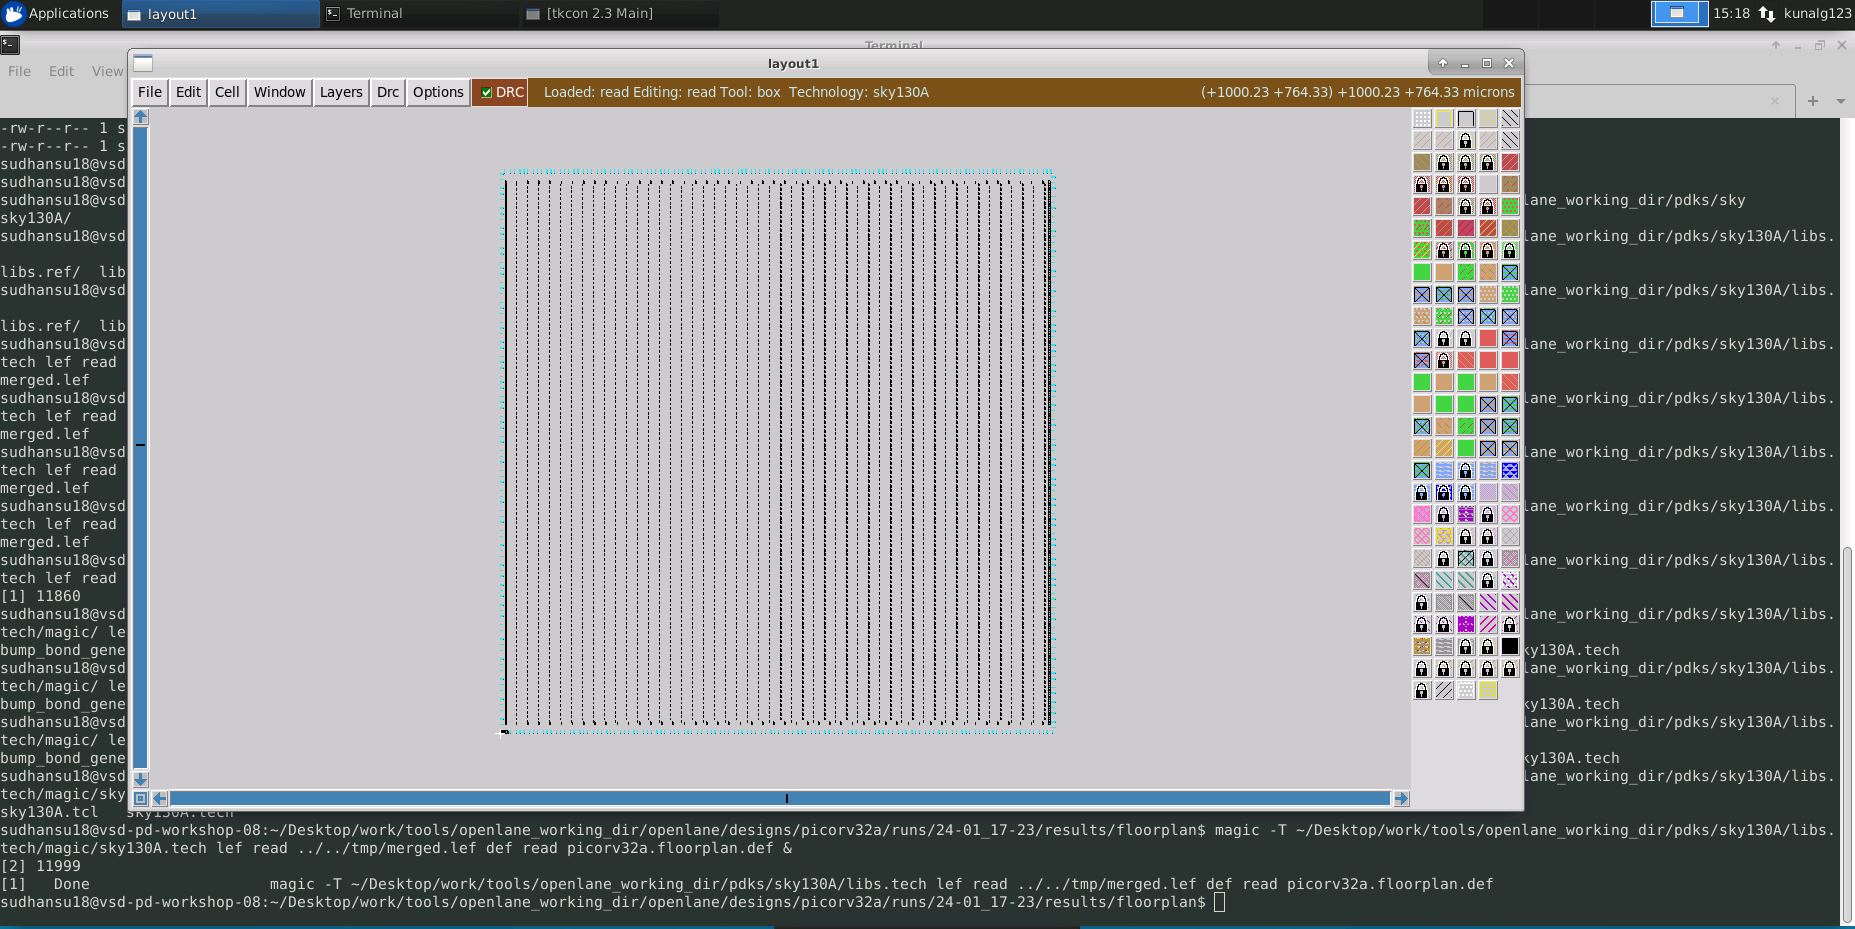 Applications
layout1
Terminal
[tkcon 2.3 Main]
15:18
kunalg123
Terminal
File Edit View
layout1
File Edit Cell Window Layers Drc Options DRC Loaded: read Editing: read Tool: box Technology: sky130A (+1000.23 +764.33) +1000.23 +764.33 microns
-rw-r--r-- 1 s
-rw-r--r-- 1 s
sudhansu18@vsd
sudhansu18@vsd
sudhansu18@vsd lane_working_dir/pdks/sky
sky130A/
sudhansu18@vsd lane_working_dir/pdks/sky130A/libs.
libs.ref/ lib
sudhansu18@vsd lane_working_dir/pdks/sky130A/libs.
libs.ref/ lib
sudhansu18@vsd lane_working_dir/pdks/sky130A/libs.
tech lef read
merged.lef
sudhansu18@vsd lane_working_dir/pdks/sky130A/libs.
tech lef read
merged.lef
sudhansu18@vsd lane_working_dir/pdks/sky130A/libs.
tech lef read
merged.lef
sudhansu18@vsd lane_working_dir/pdks/sky130A/libs.
tech lef read
merged.lef
sudhansu18@vsd lane_working_dir/pdks/sky130A/libs.
tech lef read
[1] 11860
sudhansu18@vsd lane_working_dir/pdks/sky130A/libs.
tech/magic/ le
bump_bond_gene ky130A.tech
sudhansu18@vsd lane_working_dir/pdks/sky130A/libs.
tech/magic/ le
bump_bond_gene ky130A.tech
sudhansu18@vsd lane_working_dir/pdks/sky130A/libs.
tech/magic/ le
bump_bond_gene ky130A.tech
sudhansu18@vsd lane_working_dir/pdks/sky130A/libs.
tech/magic/sky
sky130A.tcl sky130A.tech
sudhansu18@vsd-pd-workshop-08:~/Desktop/work/tools/openlane_working_dir/openlane/designs/picorv32a/runs/24-01_17-23/results/floorplan$ magic -T ~/Desktop/work/tools/openlane_working_dir/pdks/sky130A/libs.
tech/magic/sky130A.tech lef read ../../tmp/merged.lef def read picorv32a.floorplan.def &
[2] 11999
[1] Done magic -T ~/Desktop/work/tools/openlane_working_dir/pdks/sky130A/libs.tech lef read ../../tmp/merged.lef def read picorv32a.floorplan.def
sudhansu18@vsd-pd-workshop-08:~/Desktop/work/tools/openlane_working_dir/openlane/designs/picorv32a/runs/24-01_17-23/results/floorplan$